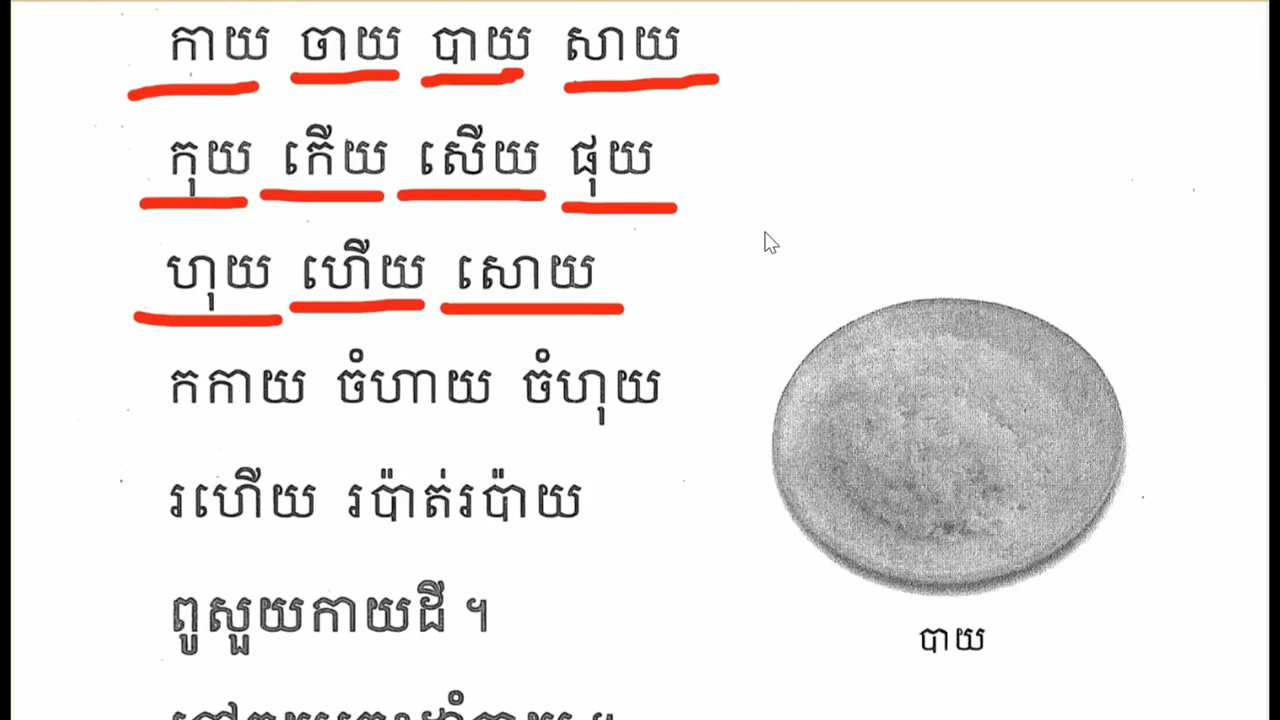 កាយ ចាយ បាយ សាយ
កុយ កើយ សើយ ផុយ
ហុយ ហើយ សោយ
កកាយ ចំហាយ ចំហុយ
រហើយ រប៉ាត់រប៉ាយ
ពូសួយកាយដី ។
បាយ